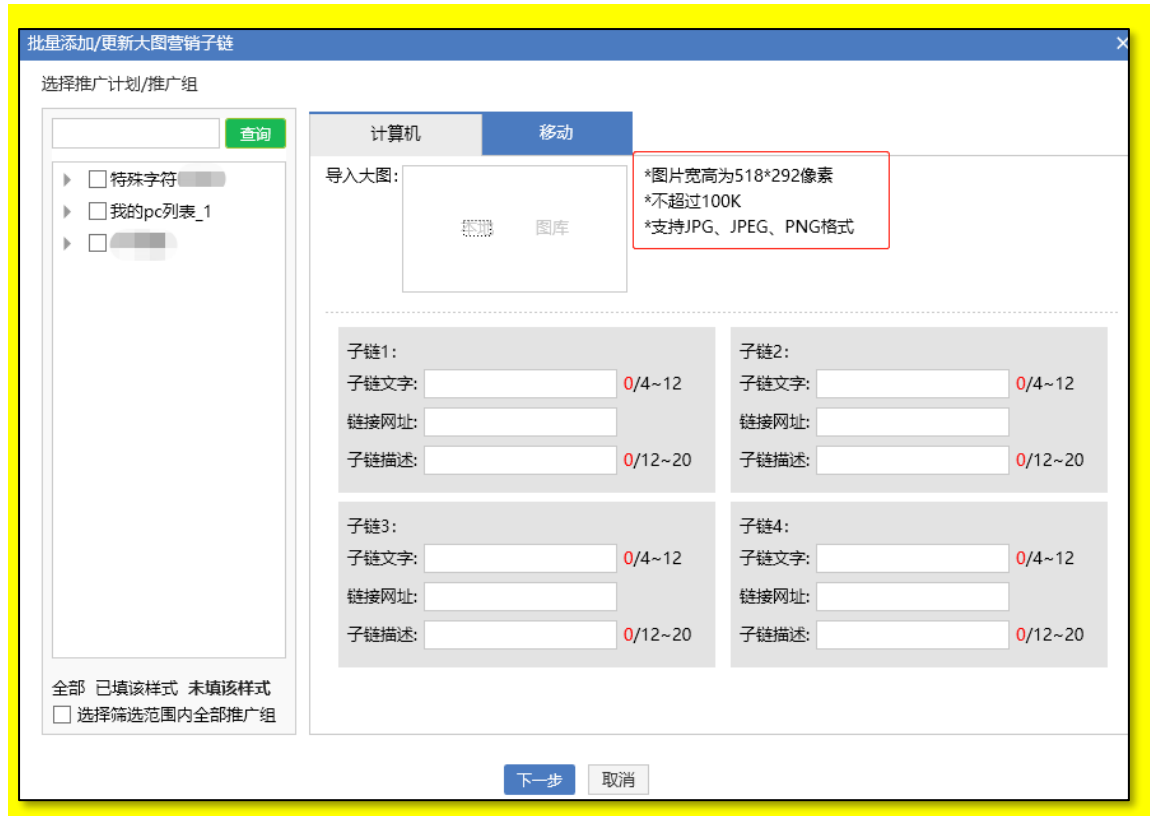 批量添加/更新大图营销子链
选择推广计划/推广组
查询
特殊字符
我的pc列表_1
全部 已填该样式 未填该样式
选择筛选范围内全部推广组
计算机 移动
导入大图:
本地 图库
*图片宽高为518*292像素
*不超过100K
*支持JPG、JPEG、PNG格式
子链1:
子链文字: 0/4~12
链接网址:
子链描述: 0/12~20
子链2:
子链文字: 0/4~12
链接网址:
子链描述: 0/12~20
子链3:
子链文字: 0/4~12
链接网址:
子链描述: 0/12~20
子链4:
子链文字: 0/4~12
链接网址:
子链描述: 0/12~20
下一步 取消